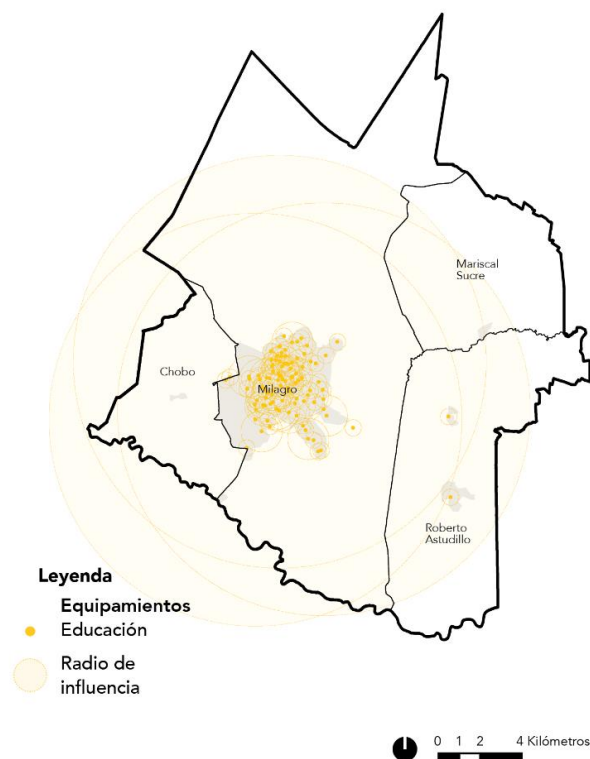 Mariscal
Sucre
Chobo
Milagro
Roberto
Astudillo
Leyenda
Equipamientos
Educación
Radio de
influencia
0 1 2 4 Kilómetros